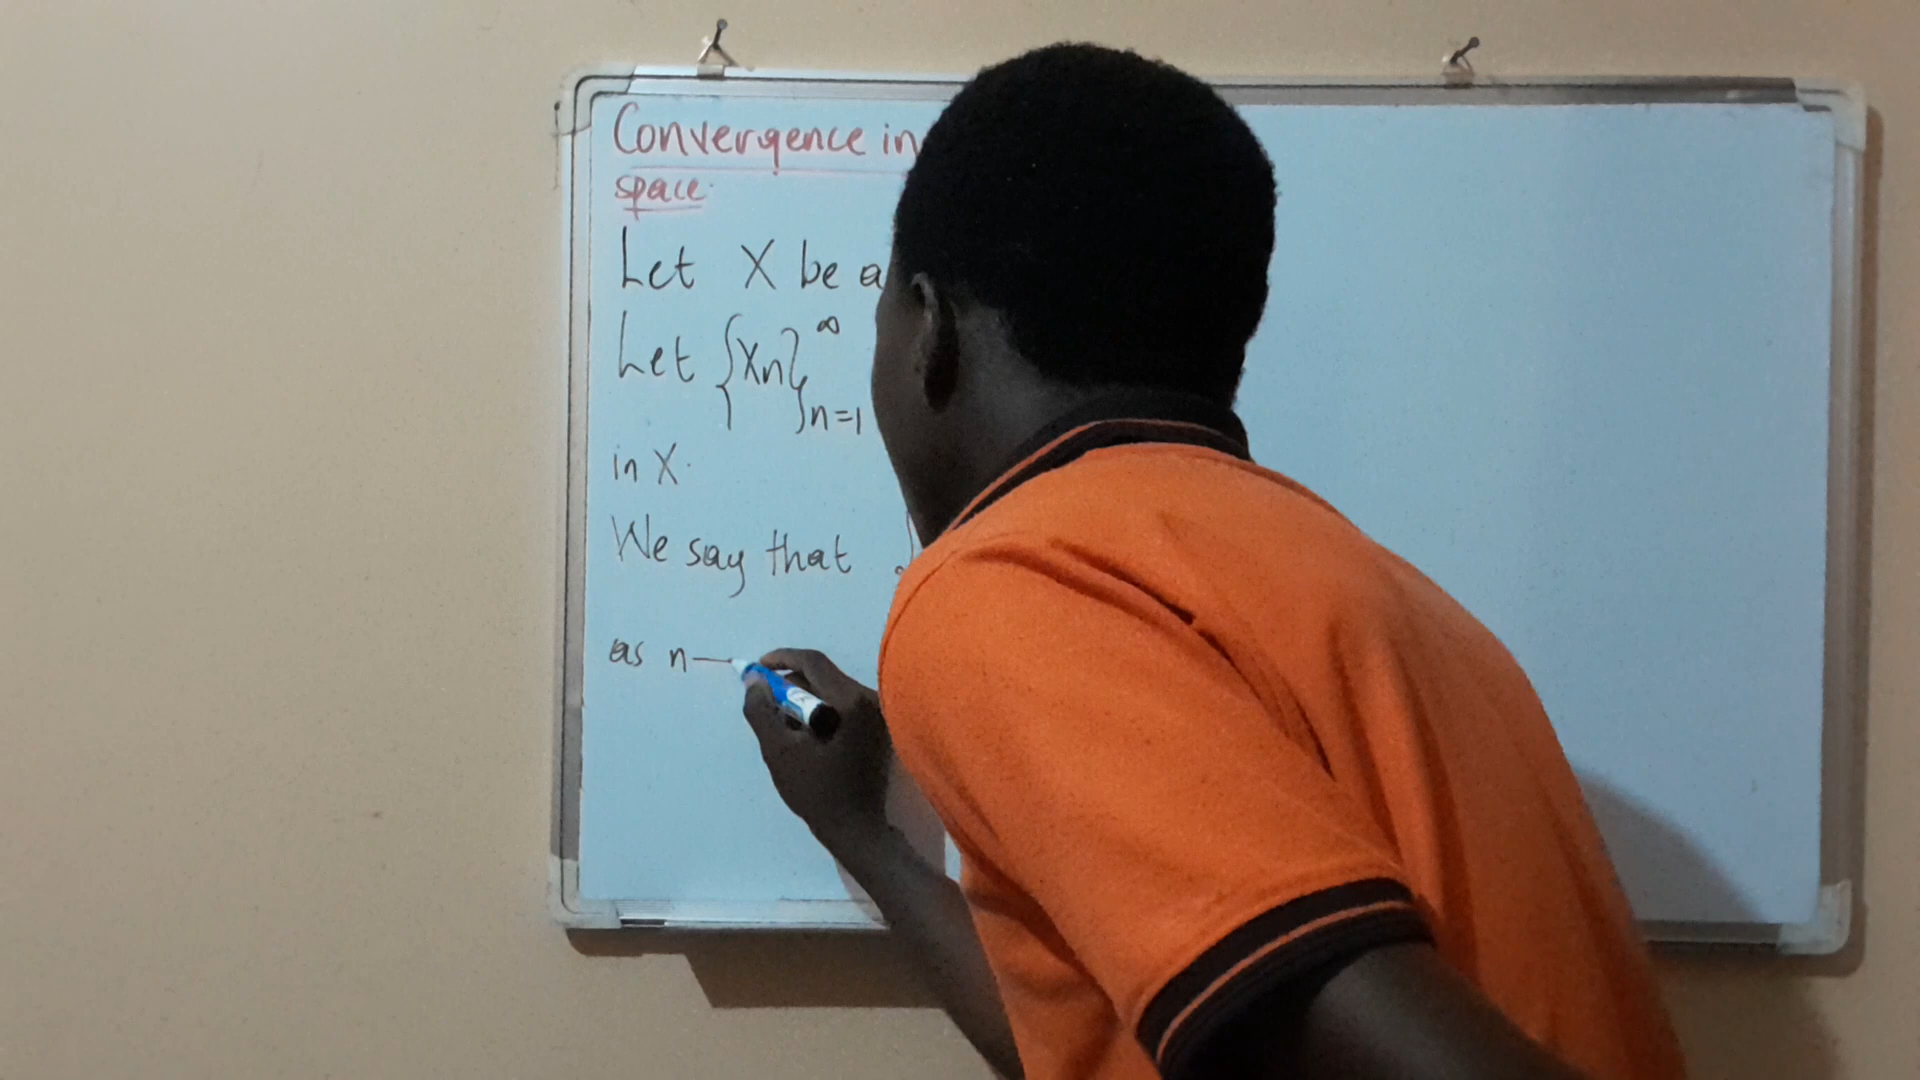 Convergence in
space.
Let X be a
Let {Xn}∞n=1
in X.
We say that
as n